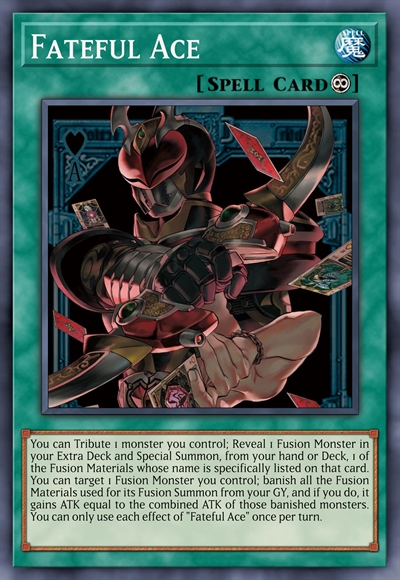 Fateful Ace
魔
[Spell Card]
A
You can Tribute 1 monster you control; Reveal 1 Fusion Monster in
your Extra Deck and Special Summon, from your hand or Deck, 1 of
the Fusion Materials whose name is specifically listed on that card.
You can target 1 Fusion Monster you control; banish all the Fusion
Materials used for its Fusion Summon from your GY, and if you do, it
gains ATK equal to the combined ATK of those banished monsters.
You can only use each effect of "Fateful Ace" once per turn.